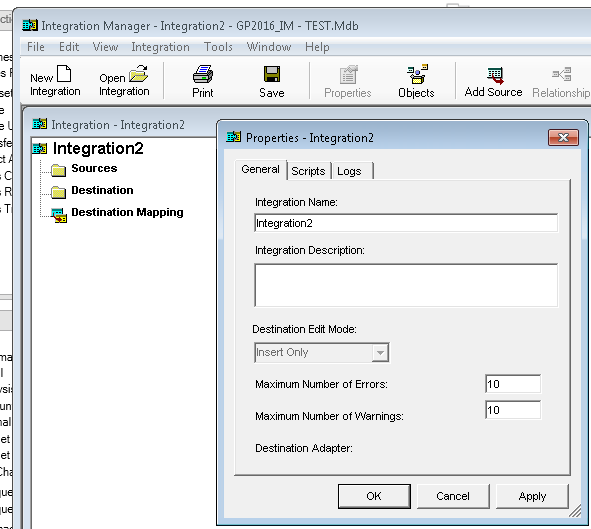 Integration Manager - Integration2 - GP2016_IM - TEST.Mdb
File Edit View Integration Tools Window Help
New Integration
Open Integration
Print
Save
Properties
Objects
Add Source
Relationship
Integration - Integration2
Integration2
Sources
Destination
Destination Mapping
Properties - Integration2
General Scripts Logs
Integration Name:
Integration2
Integration Description:
Destination Edit Mode:
Insert Only
Maximum Number of Errors: 10
Maximum Number of Warnings: 10
Destination Adapter:
OK Cancel Apply